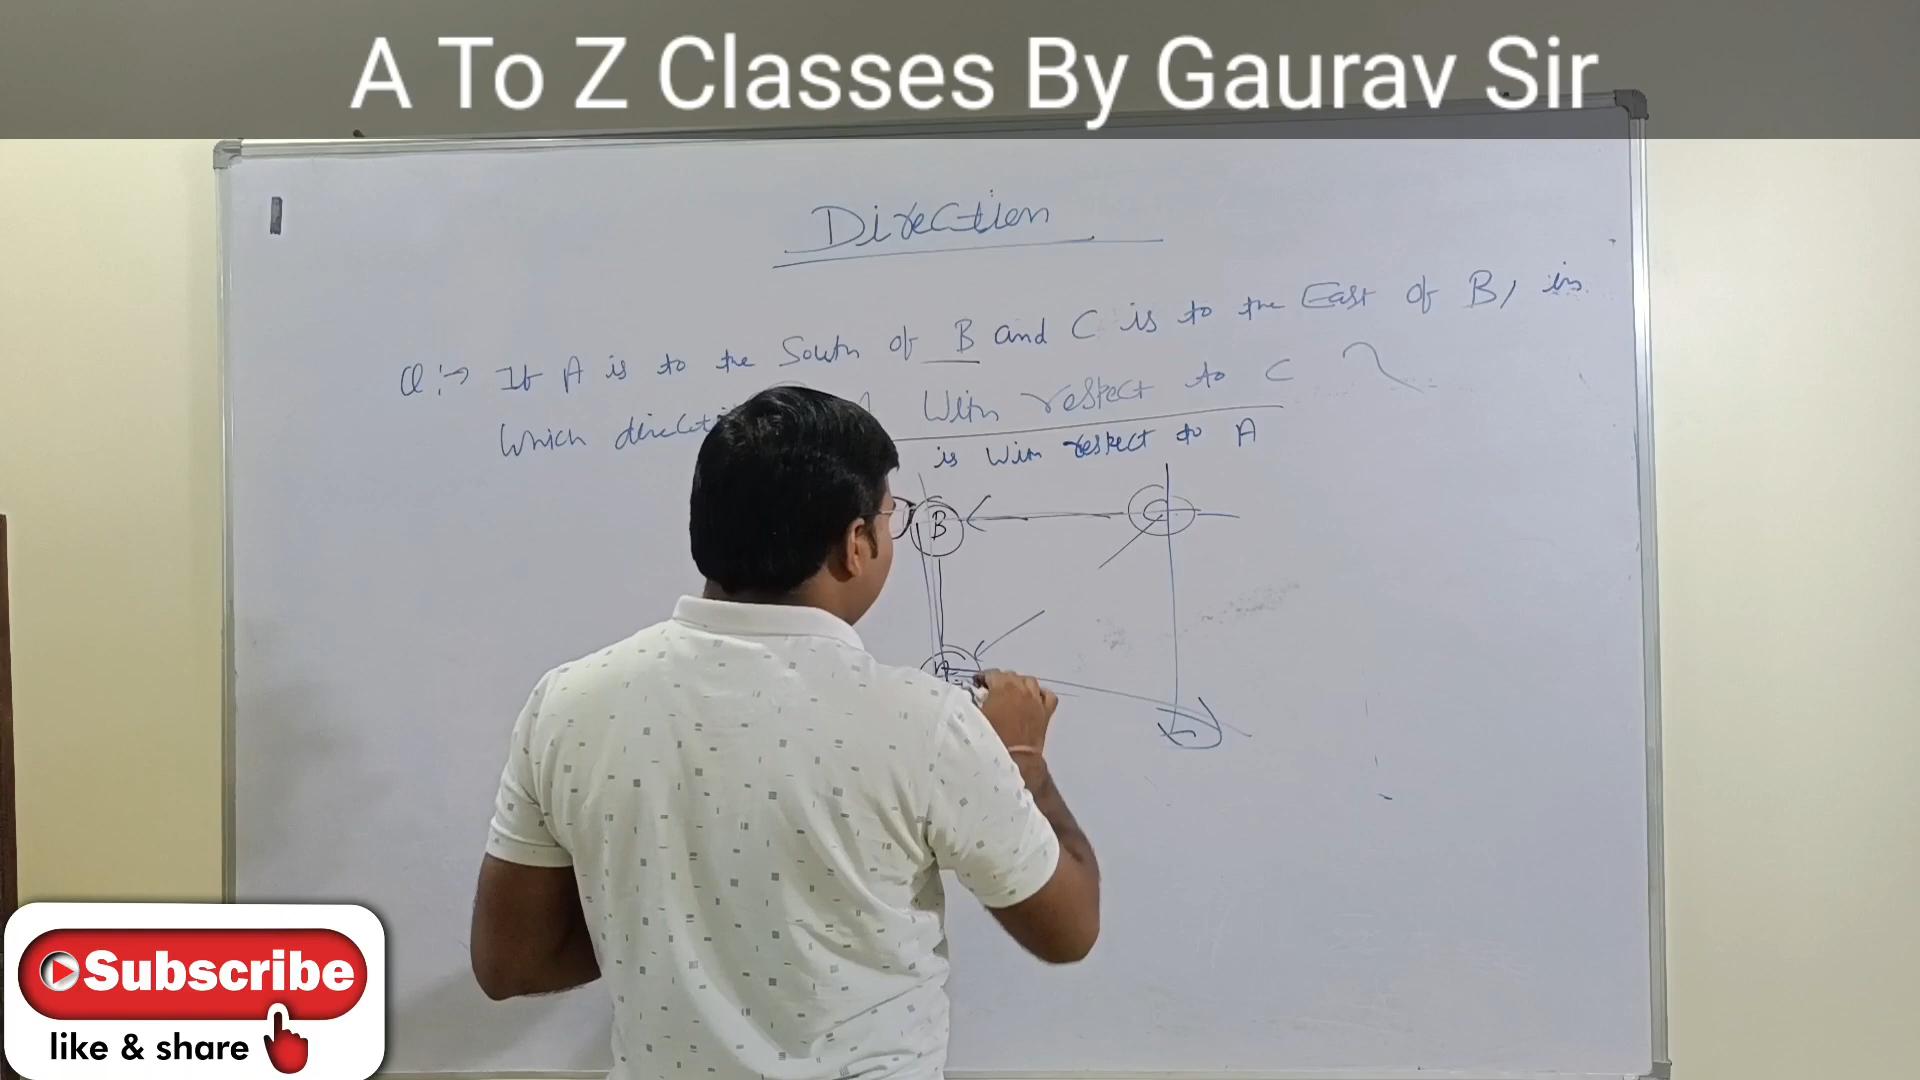 A To Z Classes By Gaurav Sir
Direction
Q:→ If A is to the South of B and C is to the East of B, in
Which directi A With respect to C
is With respect to A
B C
A
Subscribe
like & share